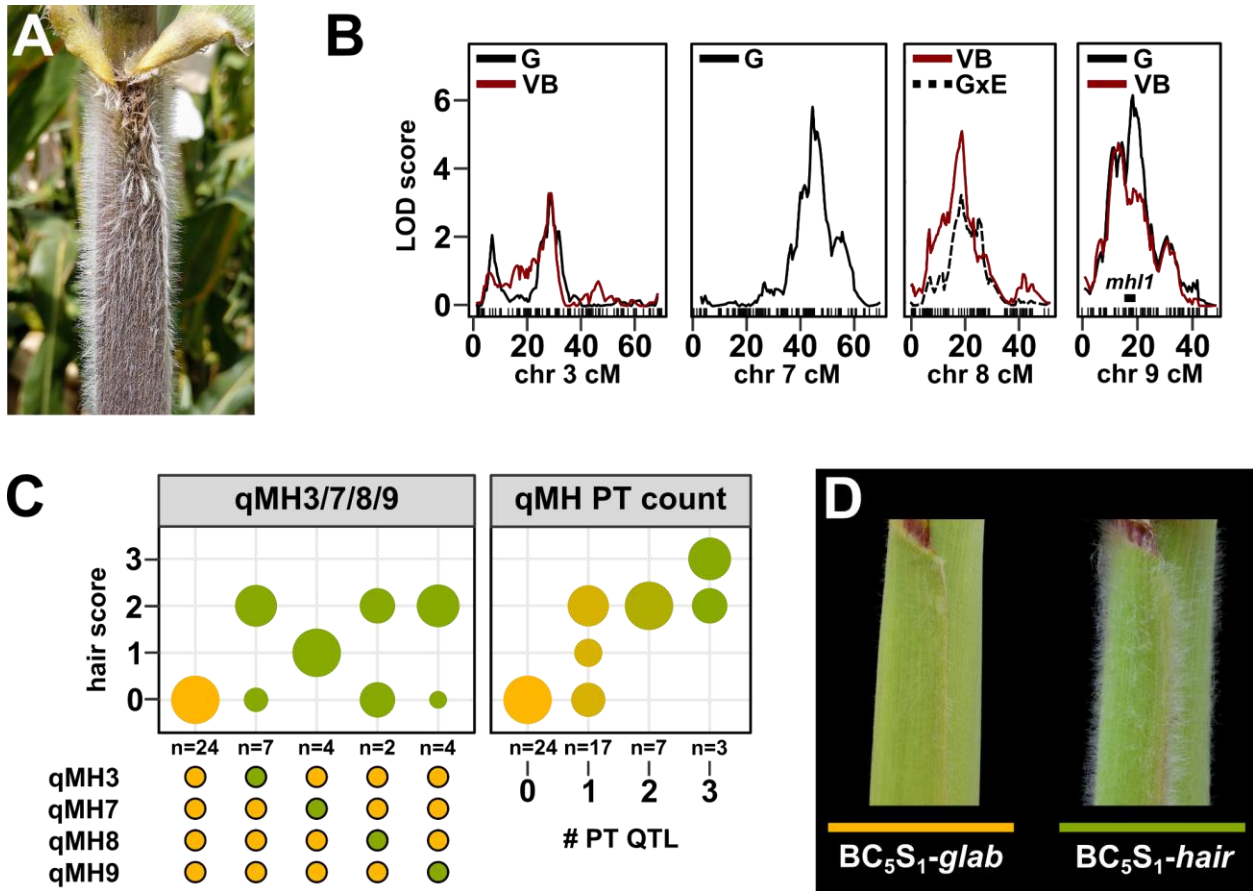 A
B
G
VB
G
VB
GxE
G
VB
LOD score
6
4
2
0
mhl1
0 20 40 60
0 20 40 60
0 20 40
0 20 40
chr 3 cM
chr 7 cM
chr 8 cM
chr 9 cM
C
qMH3/7/8/9
qMH PT count
hair score
3
2
1
0
n=24 n=7 n=4 n=2 n=4
n=24 n=17 n=7 n=3
qMH3
qMH7
qMH8
qMH9
0 1 2 3
# PT QTL
D
BC5S1-glab
BC5S1-hair